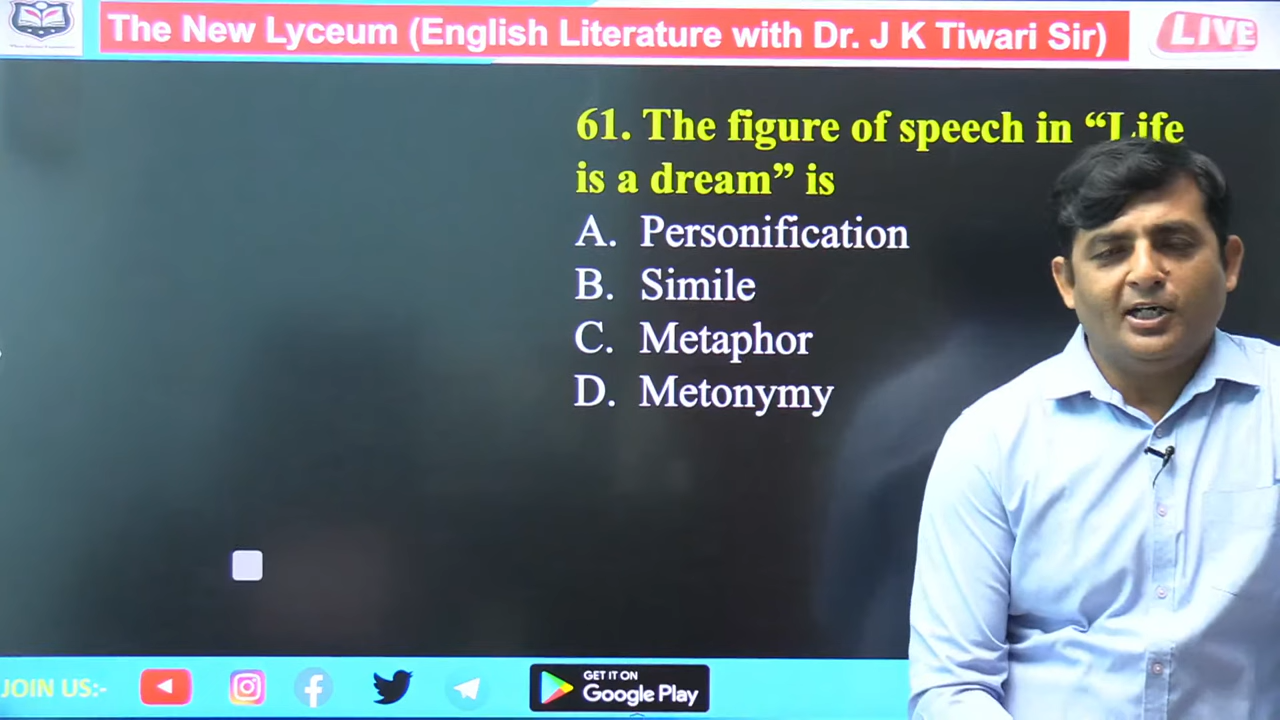 The New Lyceum (English Literature with Dr. J K Tiwari Sir)
LIVE
61. The figure of speech in “Life
is a dream” is
A. Personification
B. Simile
C. Metaphor
D. Metonymy
JOIN US:-
GET IT ON
Google Play